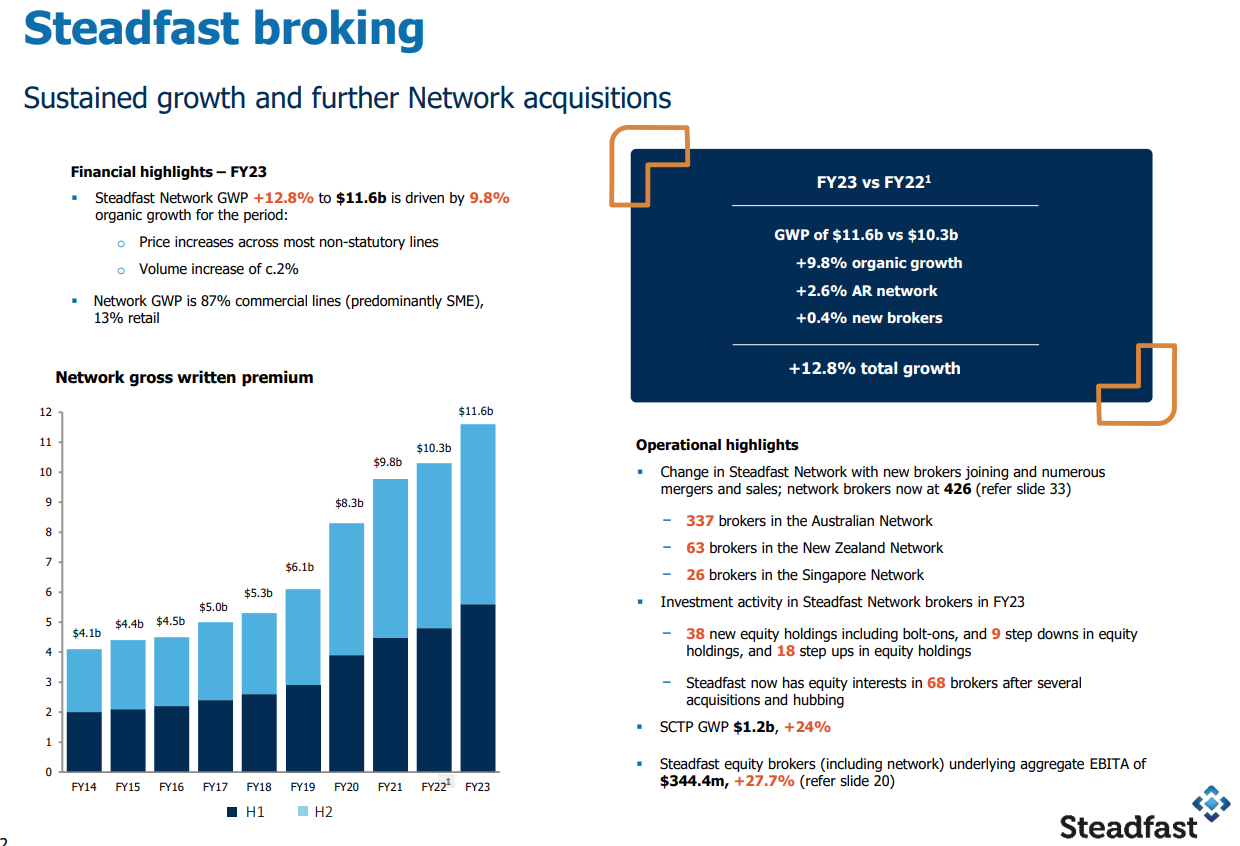 Steadfast broking
Sustained growth and further Network acquisitions
Financial highlights – FY23
▪ Steadfast Network GWP +12.8% to $11.6b is driven by 9.8%
organic growth for the period:
o Price increases across most non-statutory lines
o Volume increase of c.2%
▪ Network GWP is 87% commercial lines (predominantly SME),
13% retail
Network gross written premium
12
11
10
9
8
7
6
5
4
3
2
1
0
$4.1b
$4.4b
$4.5b
$5.0b
$5.3b
$6.1b
$8.3b
$9.8b
$10.3b
$11.6b
FY14 FY15 FY16 FY17 FY18 FY19 FY20 FY21 FY22¹ FY23
H1 H2
FY23 vs FY22¹
GWP of $11.6b vs $10.3b
+9.8% organic growth
+2.6% AR network
+0.4% new brokers
+12.8% total growth
Operational highlights
▪ Change in Steadfast Network with new brokers joining and numerous
mergers and sales; network brokers now at 426 (refer slide 33)
− 337 brokers in the Australian Network
− 63 brokers in the New Zealand Network
− 26 brokers in the Singapore Network
▪ Investment activity in Steadfast Network brokers in FY23
− 38 new equity holdings including bolt-ons, and 9 step downs in equity
holdings, and 18 step ups in equity holdings
− Steadfast now has equity interests in 68 brokers after several
acquisitions and hubbing
▪ SCTP GWP $1.2b, +24%
▪ Steadfast equity brokers (including network) underlying aggregate EBITA of
$344.4m, +27.7% (refer slide 20)
Steadfast
2